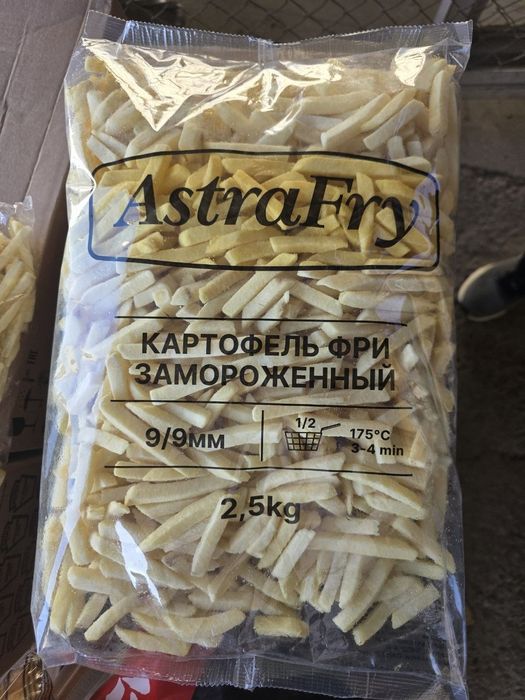 AstraFry
КАРТОФЕЛЬ ФРИ
ЗАМОРОЖЕННЫЙ
9/9мм
1/2
175°C
3-4 min
2,5kg